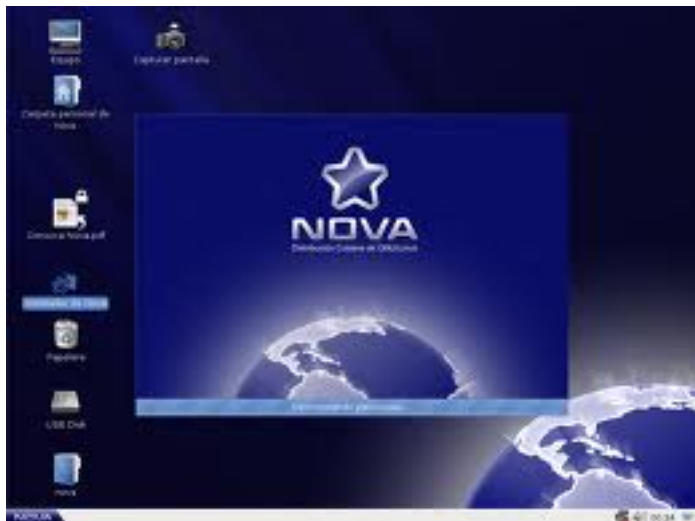 Equipo
Capturar pantalla
Carpeta personal de
nova
Conozca Nova.pdf
Instalador de Nova
Papelera
USB Disk
nova
NOVA
Distribución Cubana de GNU/Linux